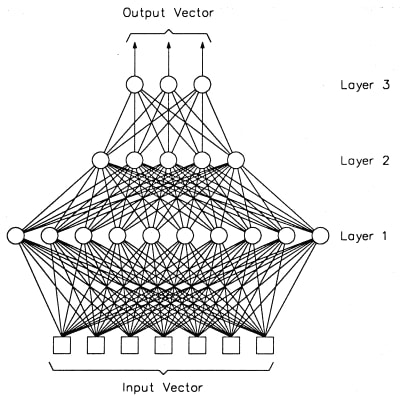 Output Vector
Layer 3
Layer 2
Layer 1
Input Vector